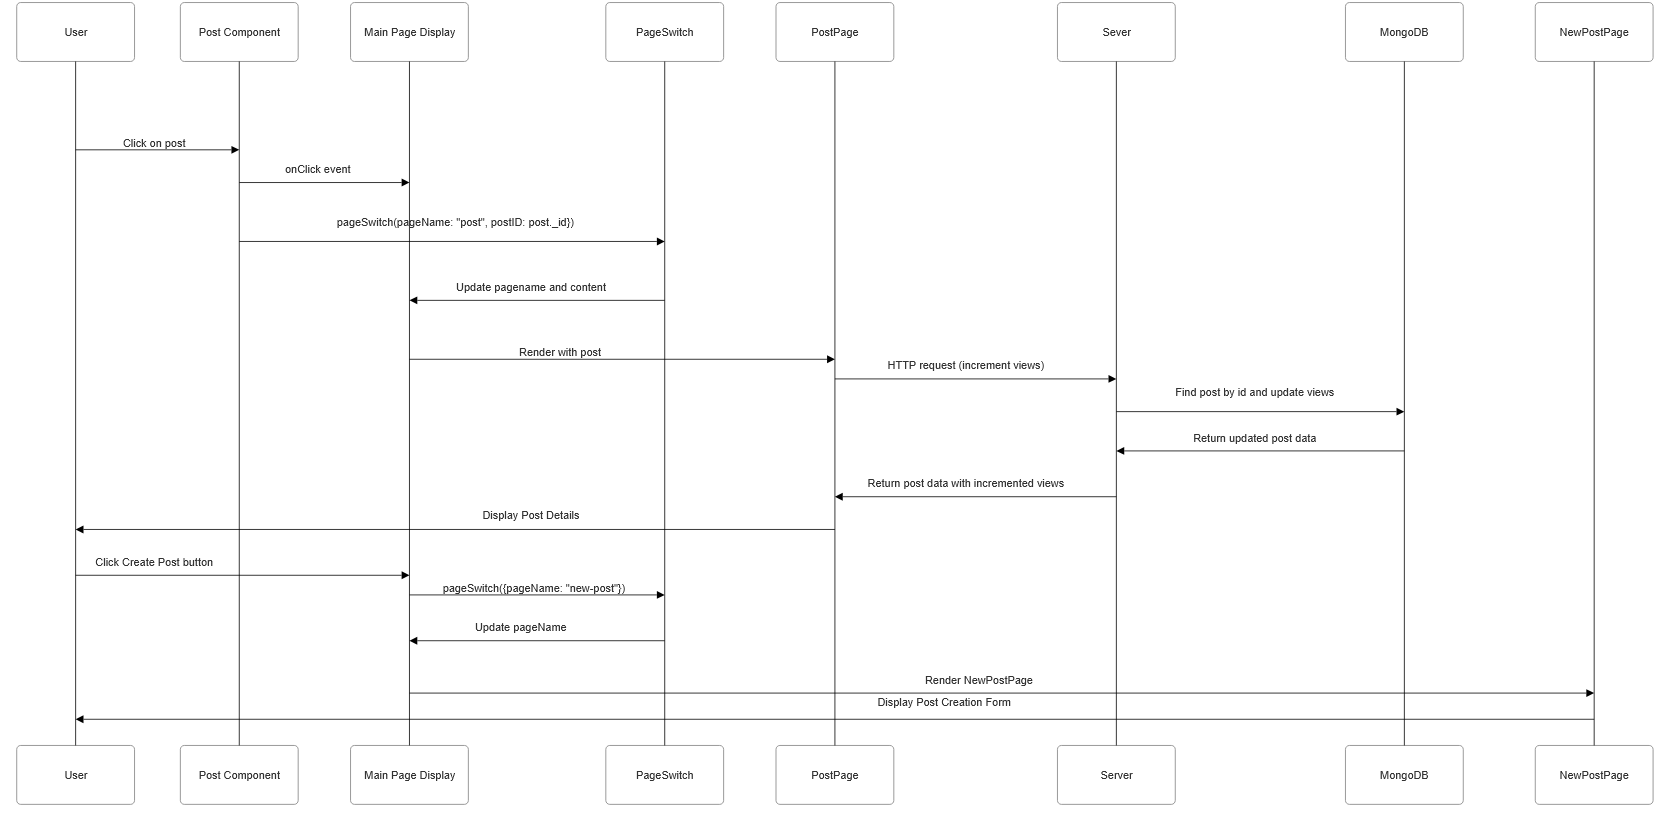 User
Post Component
Main Page Display
PageSwitch
PostPage
Sever
MongoDB
NewPostPage
Click on post
onClick event
pageSwitch(pageName: "post", postID: post._id})
Update pagename and content
Render with post
HTTP request (increment views)
Find post by id and update views
Return updated post data
Return post data with incremented views
Display Post Details
Click Create Post button
pageSwitch({pageName: "new-post"})
Update pageName
Render NewPostPage
Display Post Creation Form
User
Post Component
Main Page Display
PageSwitch
PostPage
Server
MongoDB
NewPostPage